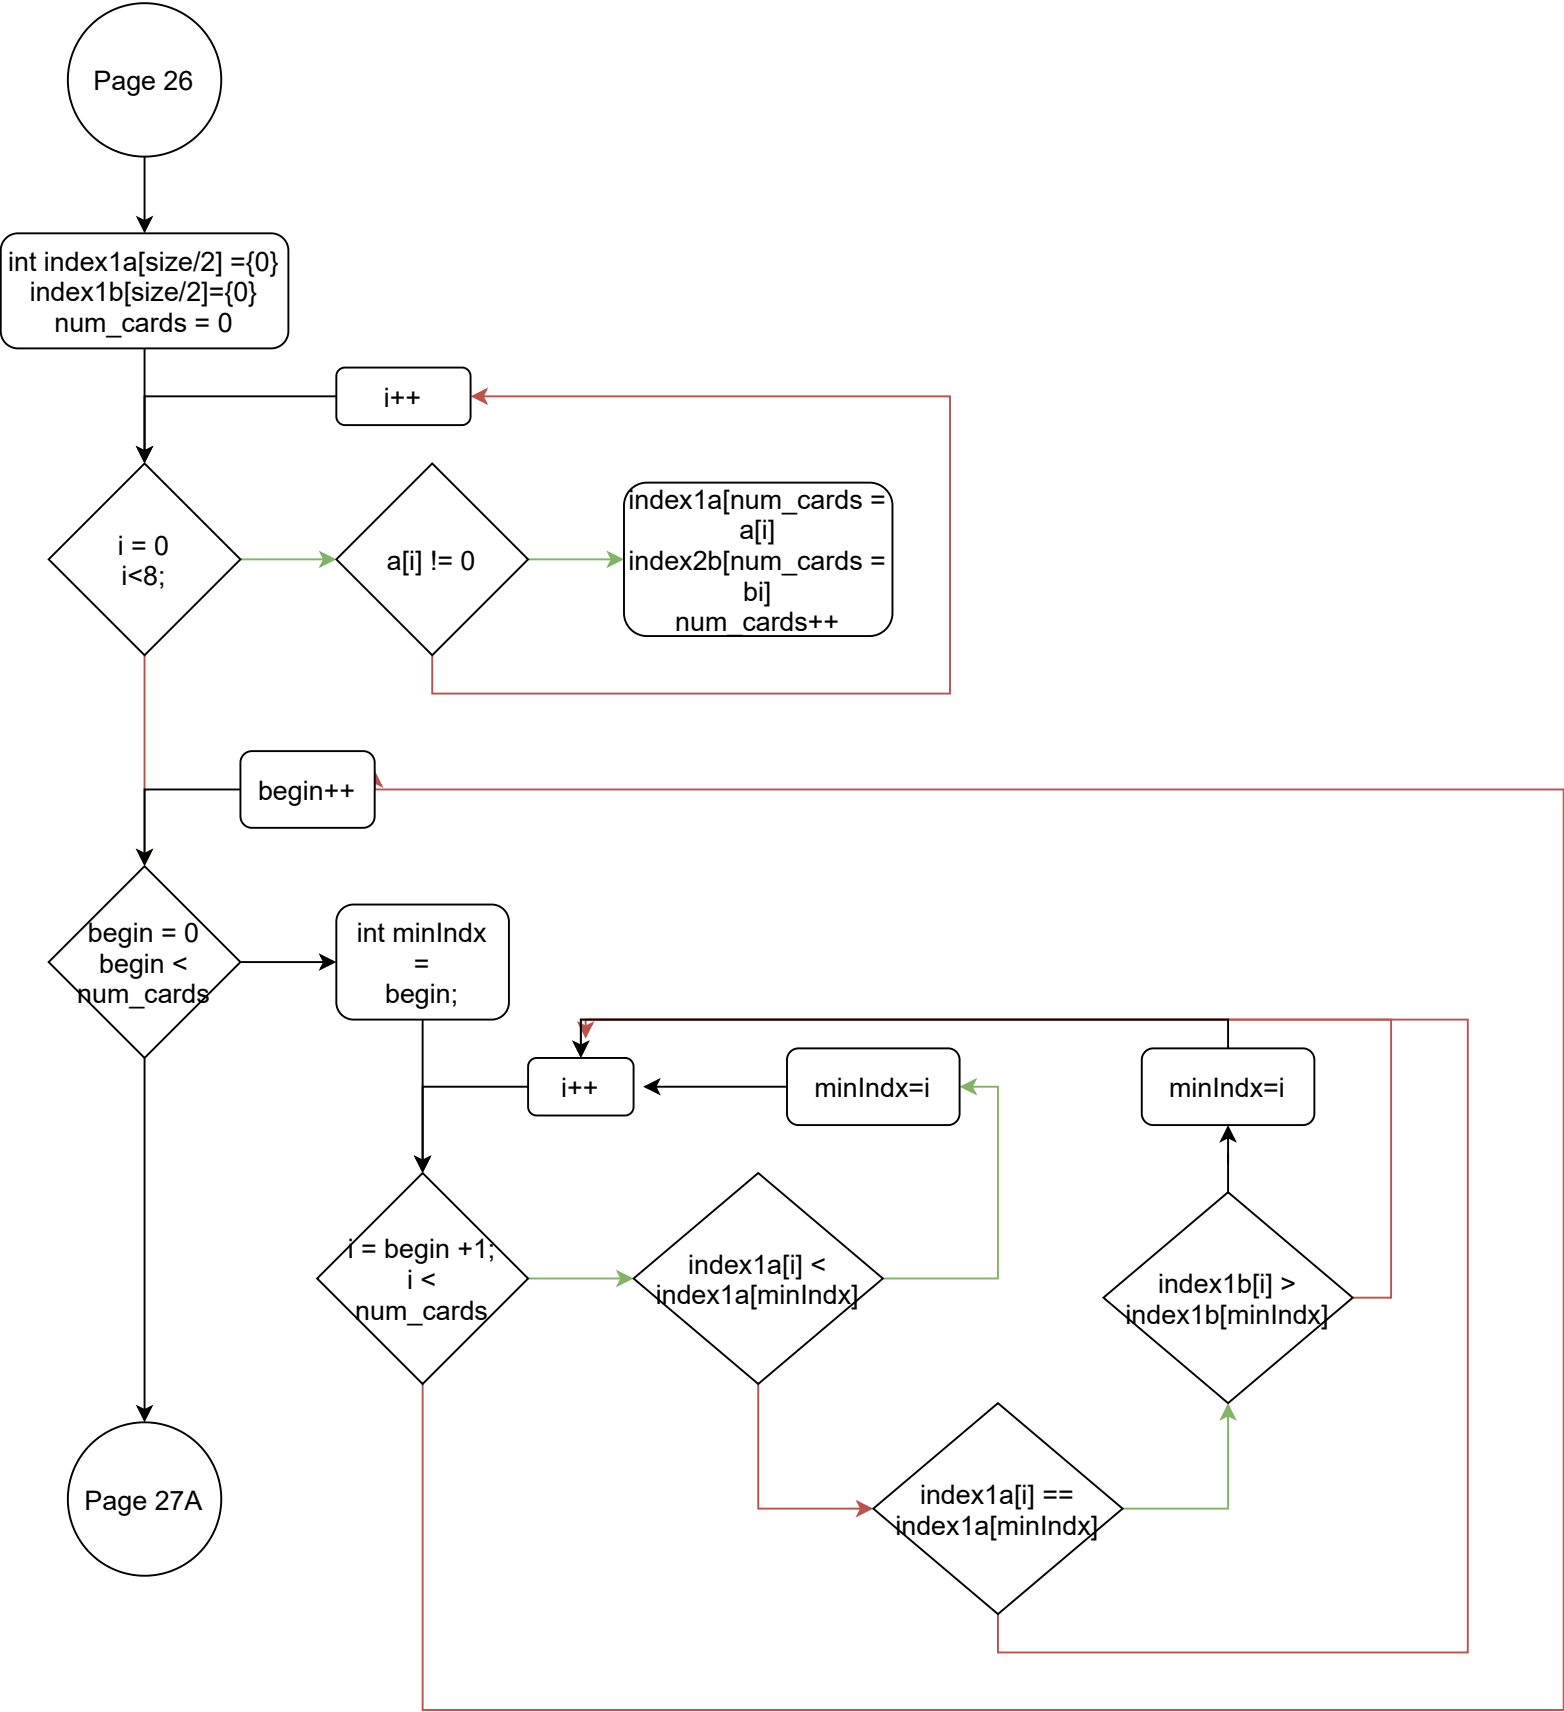 Page 26
int index1a[size/2] ={0}
index1b[size/2]={0}
num_cards = 0
i++
i = 0
i<8;
a[i] != 0
index1a[num_cards =
a[i]
index2b[num_cards =
bi]
num_cards++
begin++
begin = 0
begin <
num_cards
int minIndx
=
begin;
i++
minIndx=i
minIndx=i
i = begin +1;
i <
num_cards
index1a[i] <
index1a[minIndx]
index1b[i] >
index1b[minIndx]
index1a[i] ==
index1a[minIndx]
Page 27A